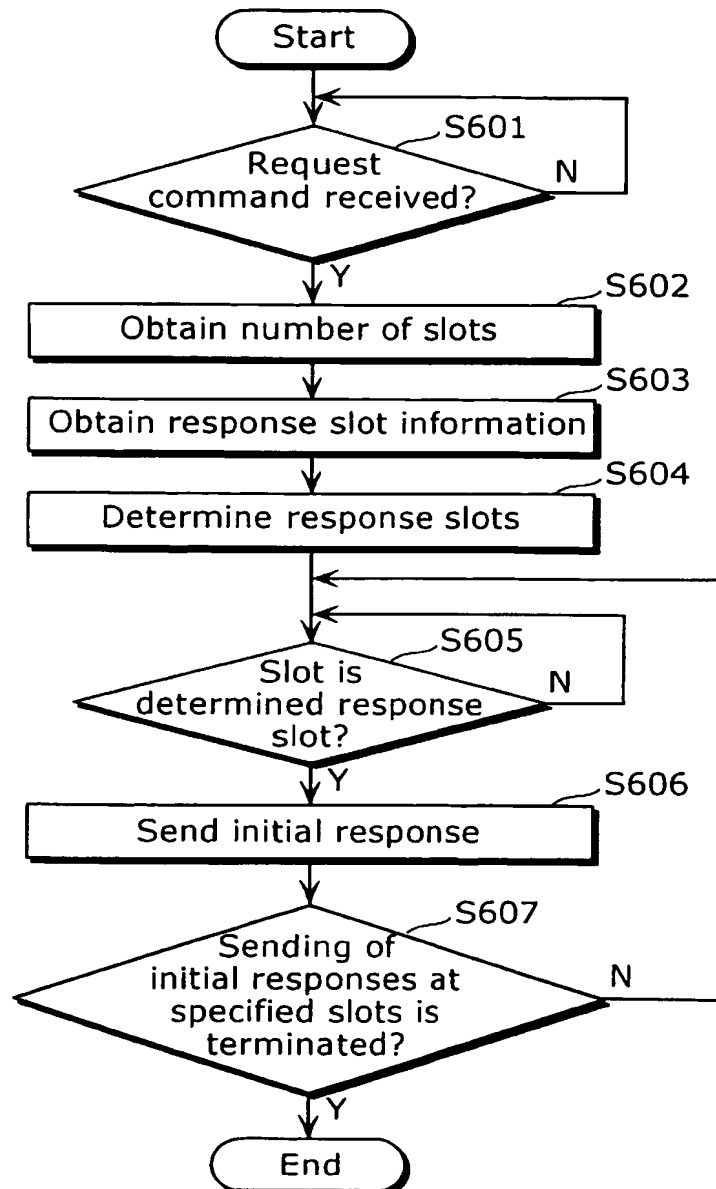 Start
S601
Request
command received?
N
Y
S602
Obtain number of slots
S603
Obtain response slot information
S604
Determine response slots
S605
Slot is
determined response
slot?
N
Y
S606
Send initial response
S607
Sending of
initial responses at
specified slots is
terminated?
N
Y
End